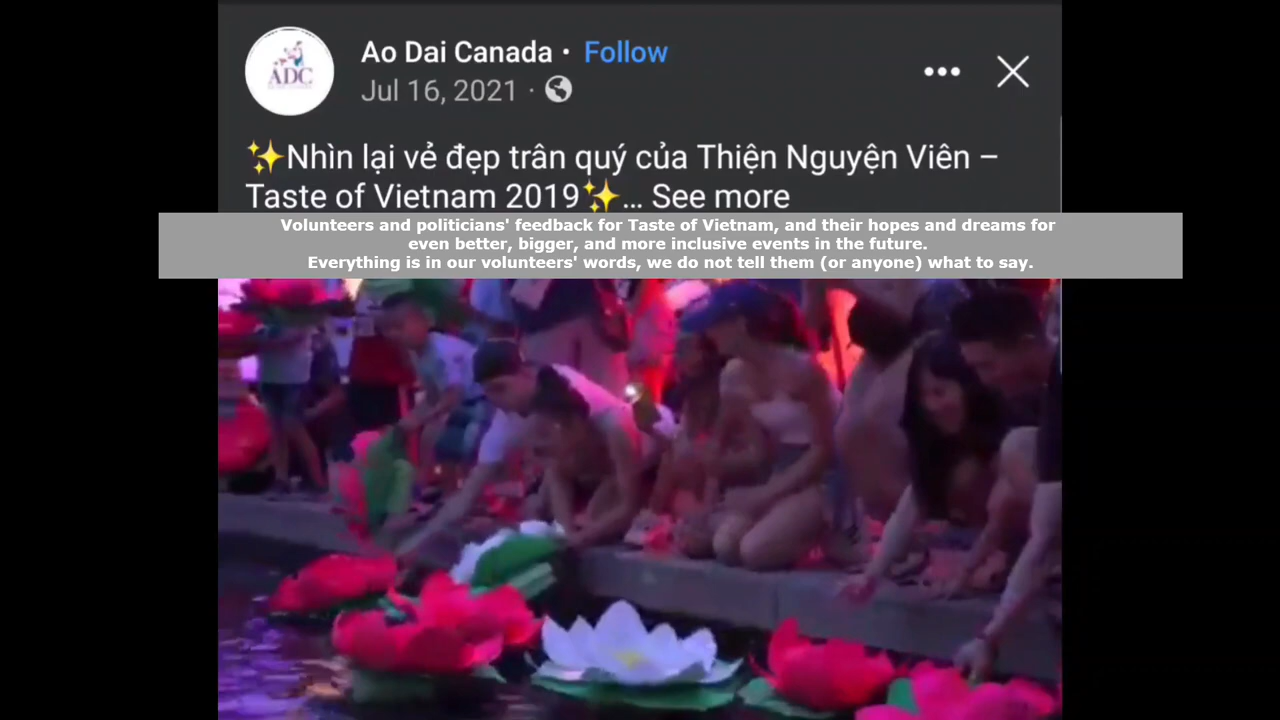 ADC
Ao Dai Canada · Follow
Jul 16, 2021 ·
✨Nhìn lại vẻ đẹp trân quý của Thiện Nguyện Viên –
Taste of Vietnam 2019✨… See more
Volunteers and politicians' feedback for Taste of Vietnam, and their hopes and dreams for
even better, bigger, and more inclusive events in the future.
Everything is in our volunteers' words, we do not tell them (or anyone) what to say.